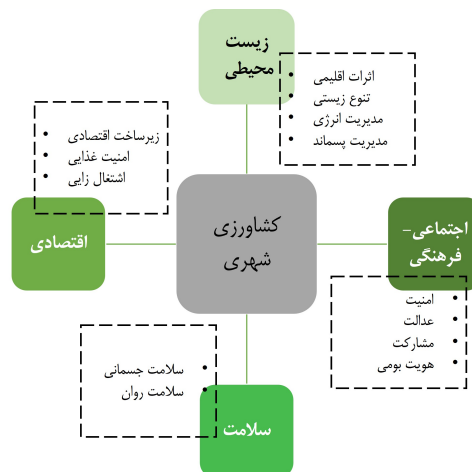 زیست
محیطی
• اثرات اقلیمی
• تنوع زیستی
• مدیریت انرژی
• مدیریت پسماند
• زیرساخت اقتصادی
• امنیت غذایی
• اشتغال زایی
اجتماعی-
فرهنگی
کشاورزی
شهری
اقتصادی
• امنیت
• عدالت
• مشارکت
• هویت بومی
• سلامت جسمانی
• سلامت روان
سلامت